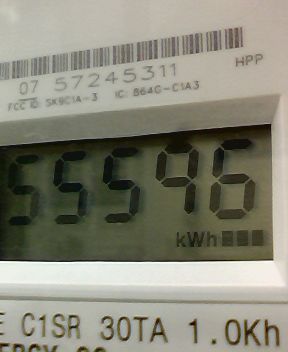 HPP
07 57245311
FCC ID: SK9C1A-3 IC: 864G-C1A3
55596
kWh
E C1SR 30TA 1.0Kh